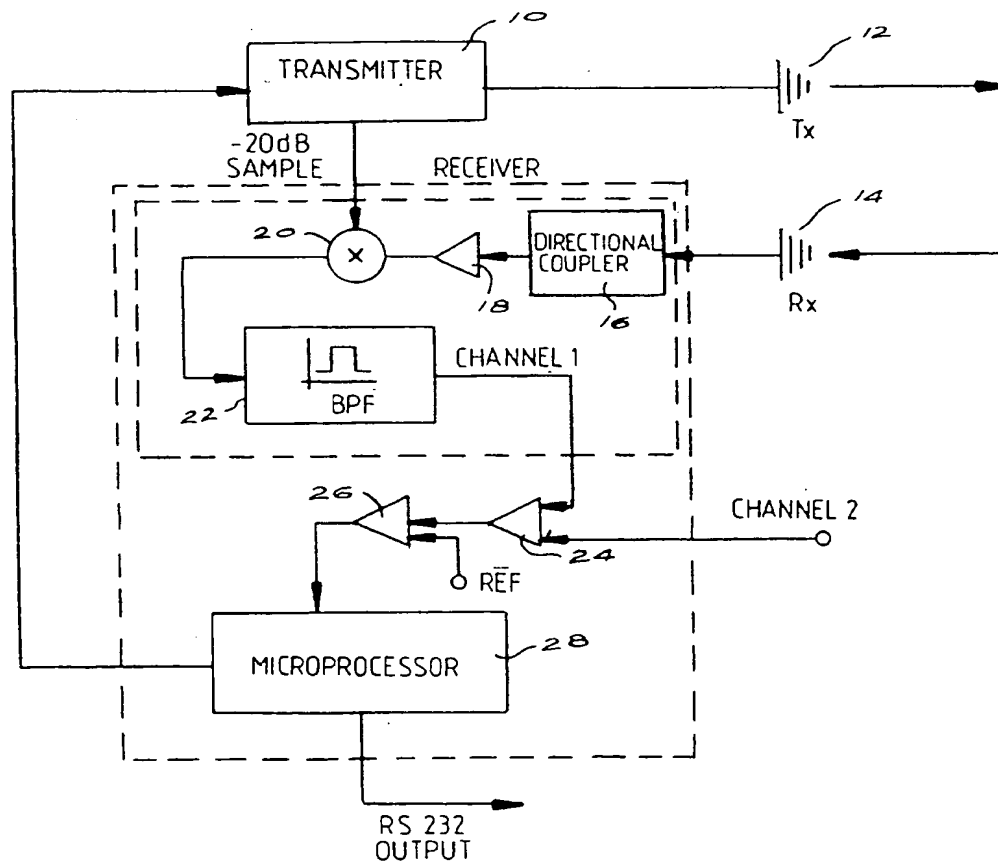 10
TRANSMITTER
12
Tx
-20dB
SAMPLE
RECEIVER
14
20
×
18
DIRECTIONAL
COUPLER
16
Rx
CHANNEL 1
22
BPF
26
24
CHANNEL 2
REF
MICROPROCESSOR
28
RS 232
OUTPUT